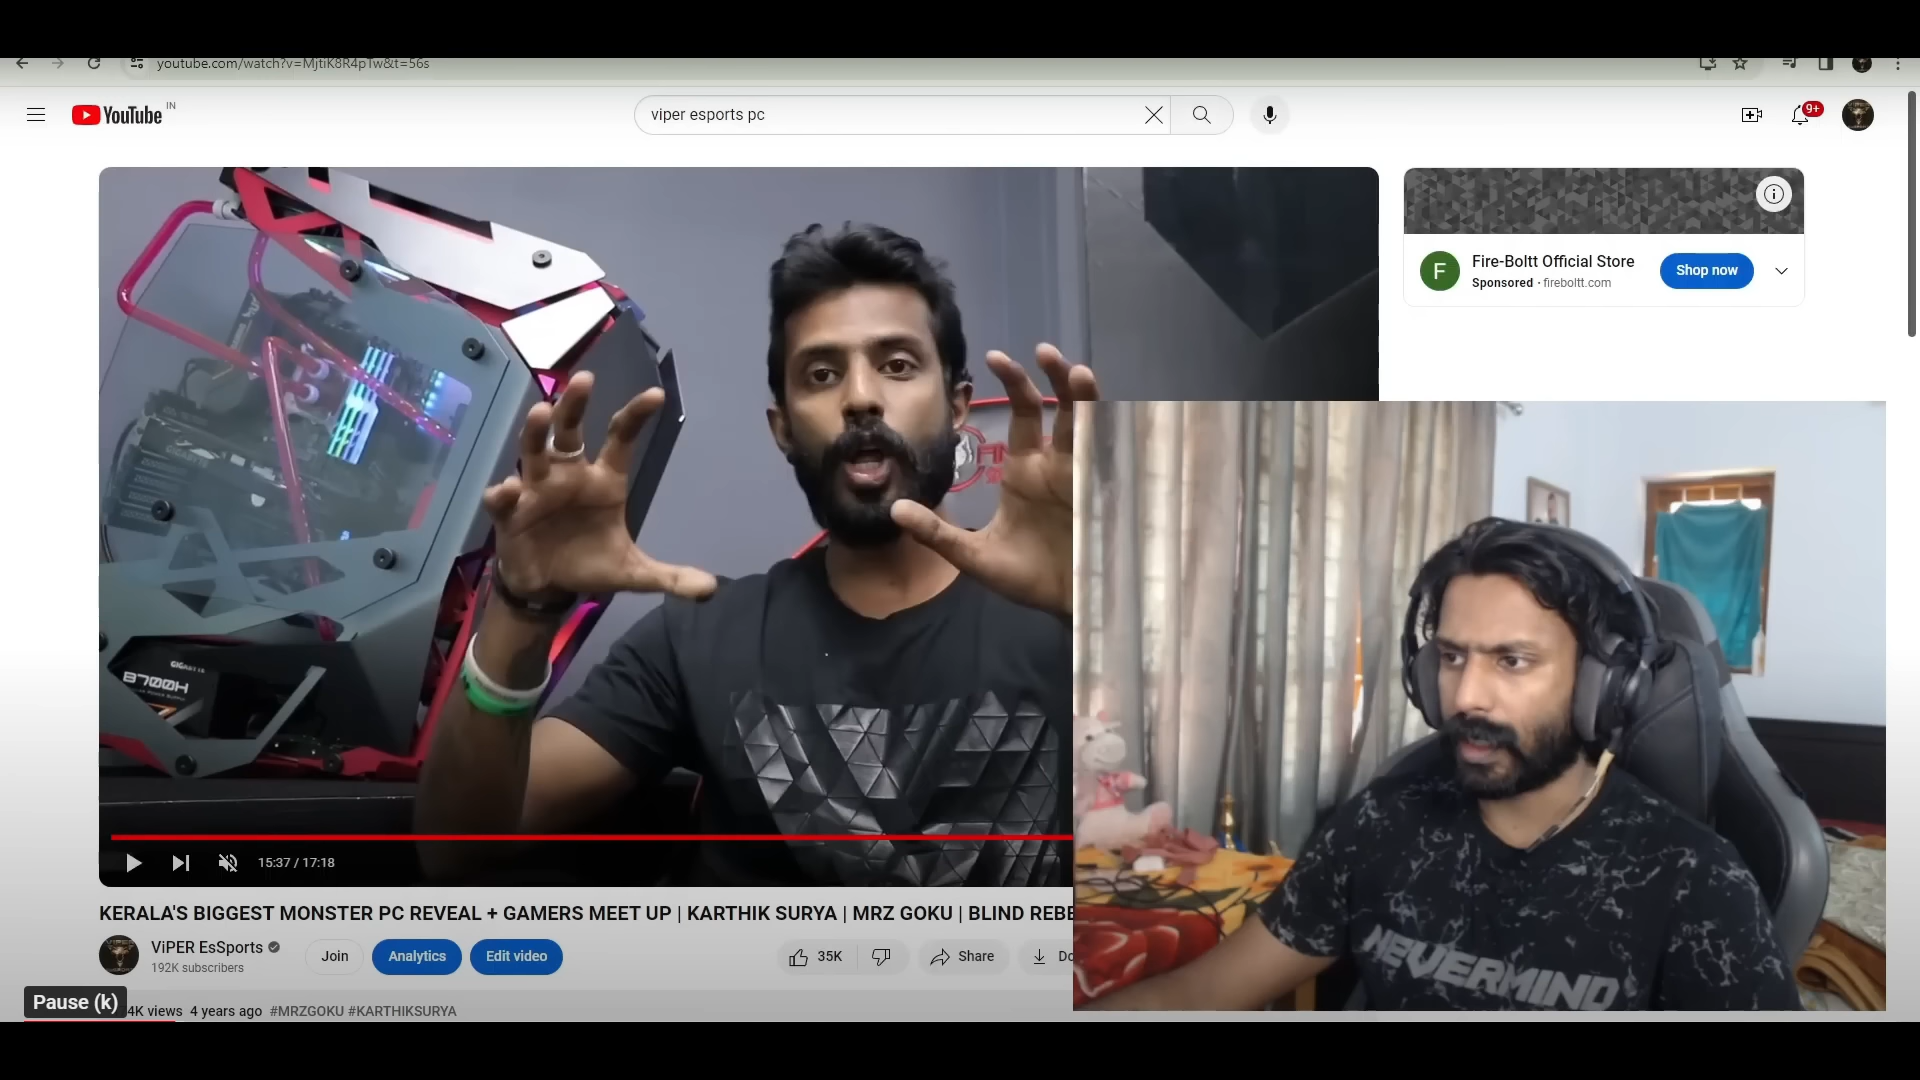 youtube.com/watch?v=MjtiK8R4pTw&t=56s
YouTube IN
viper esports pc
9+
F
Fire-Boltt Official Store
Sponsored · fireboltt.com
Shop now
GIGABYTE
B700H
15:37 / 17:18
KERALA'S BIGGEST MONSTER PC REVEAL + GAMERS MEET UP | KARTHIK SURYA | MRZ GOKU | BLIND REBE
ViPER EsSports
192K subscribers
Join
Analytics
Edit video
35K
Share
Do
Pause (k)
4K views 4 years ago #MRZGOKU #KARTHIKSURYA
NEVERMIND